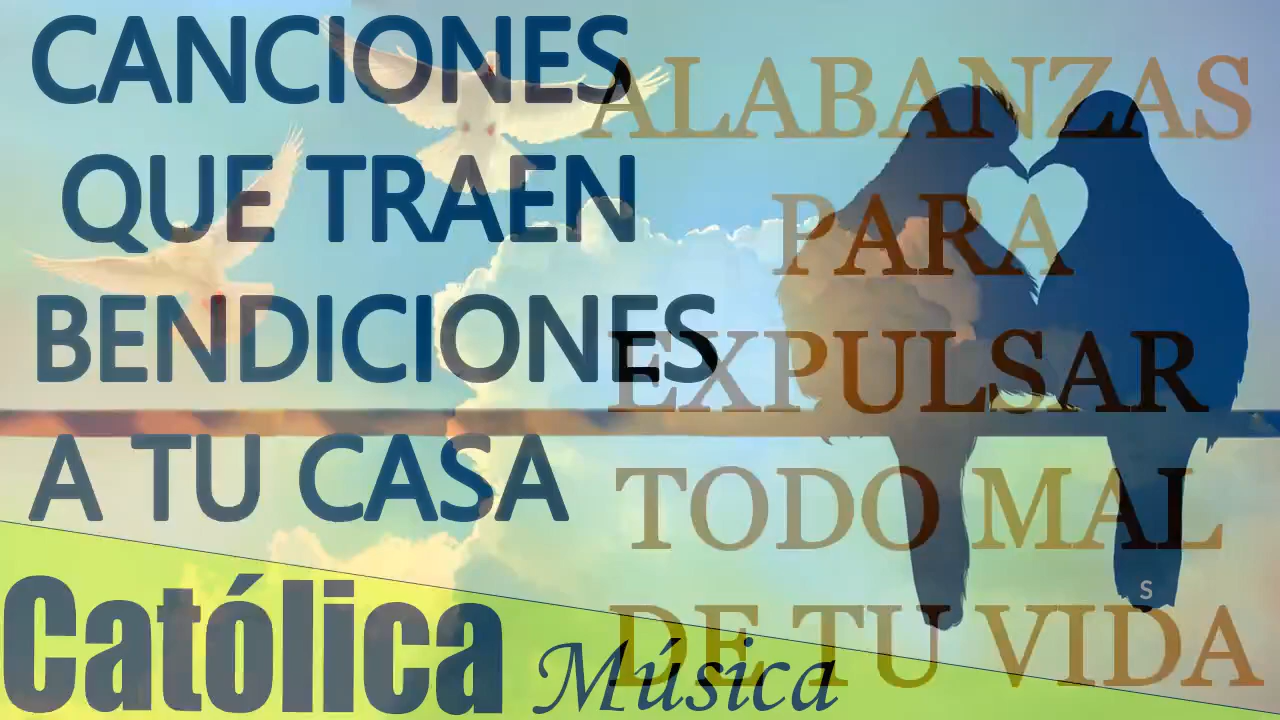 CANCIONES
QUE TRAEN
BENDICIONES
A TU CASA
Católica Música
ALABANZAS
PARA
EXPULSAR
TODO MAL
DE TU VIDA
S